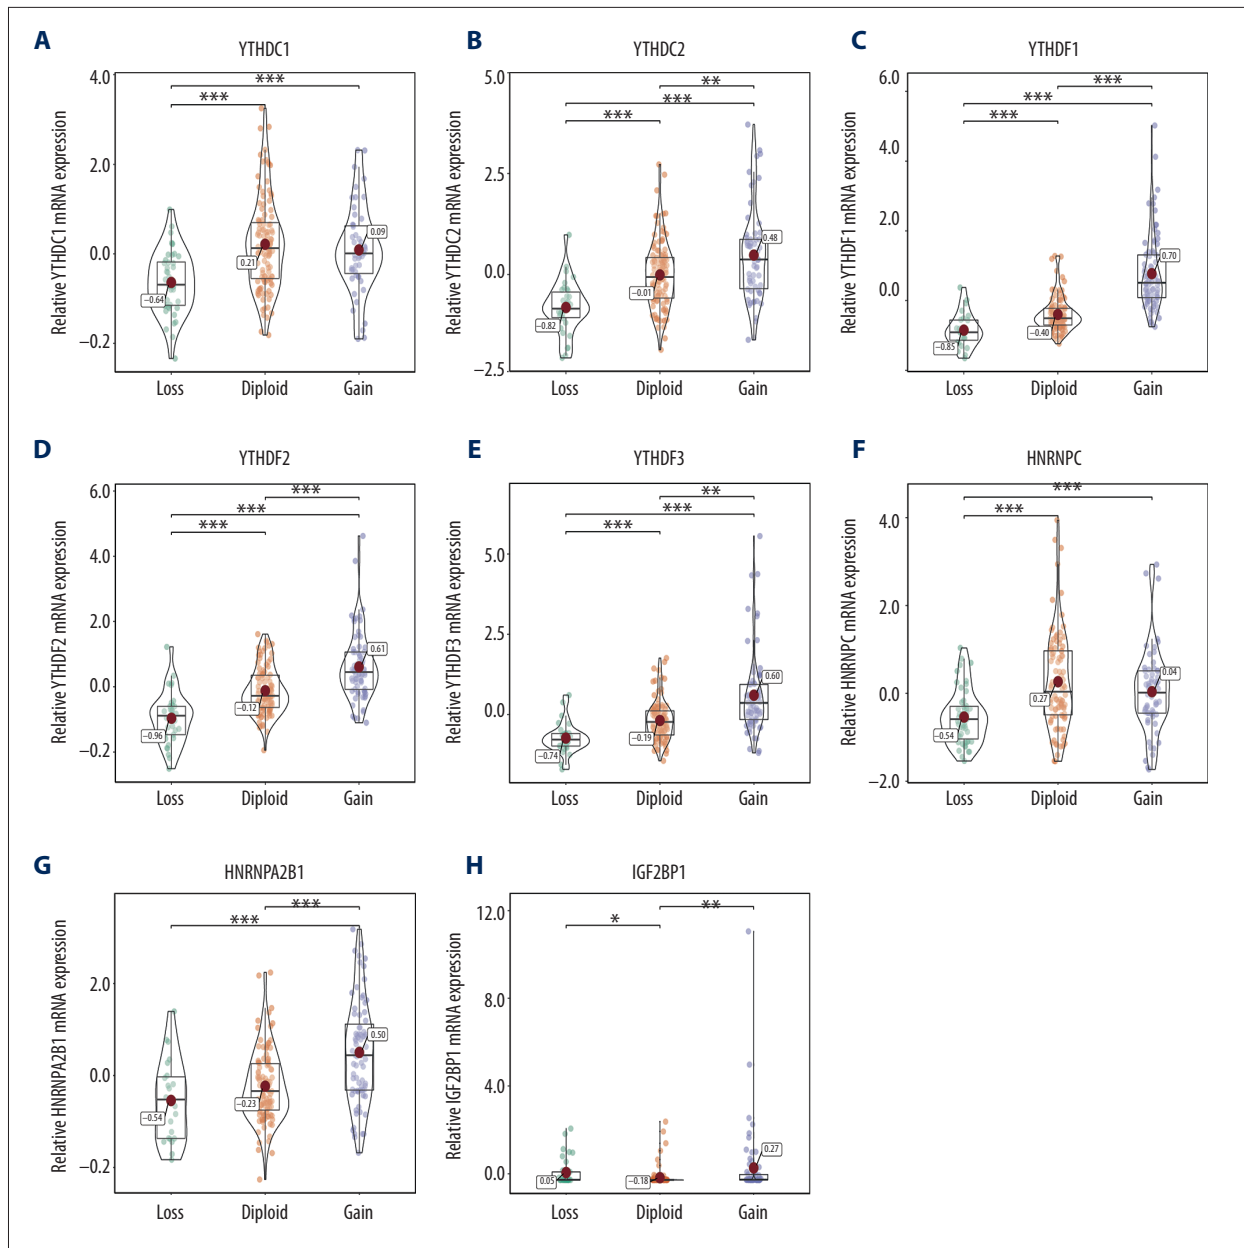 A
YTHDC1
Relative YTHDC1 mRNA expression
4.0
2.0
0.0
−0.2
***
***
−0.64
0.21
0.09
Loss Diploid Gain
B
YTHDC2
Relative YTHDC2 mRNA expression
5.0
2.5
0.0
−2.5
**
***
***
−0.82
−0.01
0.48
Loss Diploid Gain
C
YTHDF1
Relative YTHDF1 mRNA expression
6.0
4.0
2.0
0.0
***
***
***
−0.85
−0.40
0.70
Loss Diploid Gain
D
YTHDF2
Relative YTHDF2 mRNA expression
6.0
4.0
2.0
0.0
−0.2
***
***
***
−0.96
−0.12
0.61
Loss Diploid Gain
E
YTHDF3
Relative YTHDF3 mRNA expression
5.0
2.5
0.0
**
***
***
−0.74
−0.19
0.60
Loss Diploid Gain
F
HNRNPC
Relative HNRNPC mRNA expression
4.0
2.0
0.0
−2.0
***
***
−0.54
0.27
0.04
Loss Diploid Gain
G
HNRNPA2B1
Relative HNRNPA2B1 mRNA expression
2.0
0.0
−0.2
***
***
−0.54
−0.23
0.50
Loss Diploid Gain
H
IGF2BP1
Relative IGF2BP1 mRNA expression
12.0
8.0
4.0
0.0
**
*
0.05
−0.18
0.27
Loss Diploid Gain